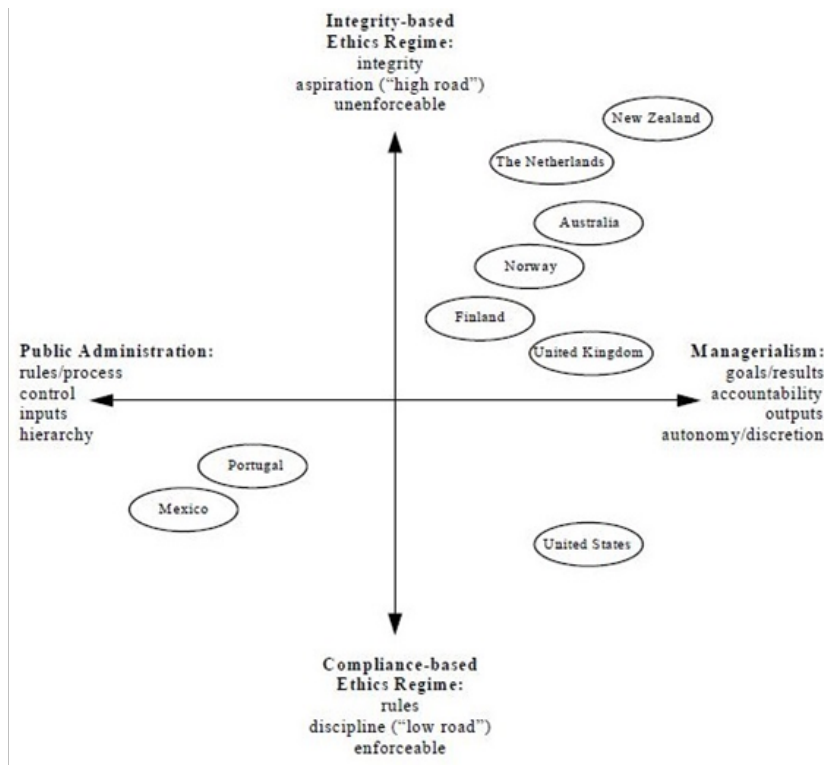 Integrity-based
Ethics Regime:
integrity
aspiration (“high road”)
unenforceable
New Zealand
The Netherlands
Australia
Norway
Finland
United Kingdom
Public Administration:
rules/process
control
inputs
hierarchy
Managerialism:
goals/results
accountability
outputs
autonomy/discretion
Portugal
Mexico
United States
Compliance-based
Ethics Regime:
rules
discipline (“low road”)
enforceable